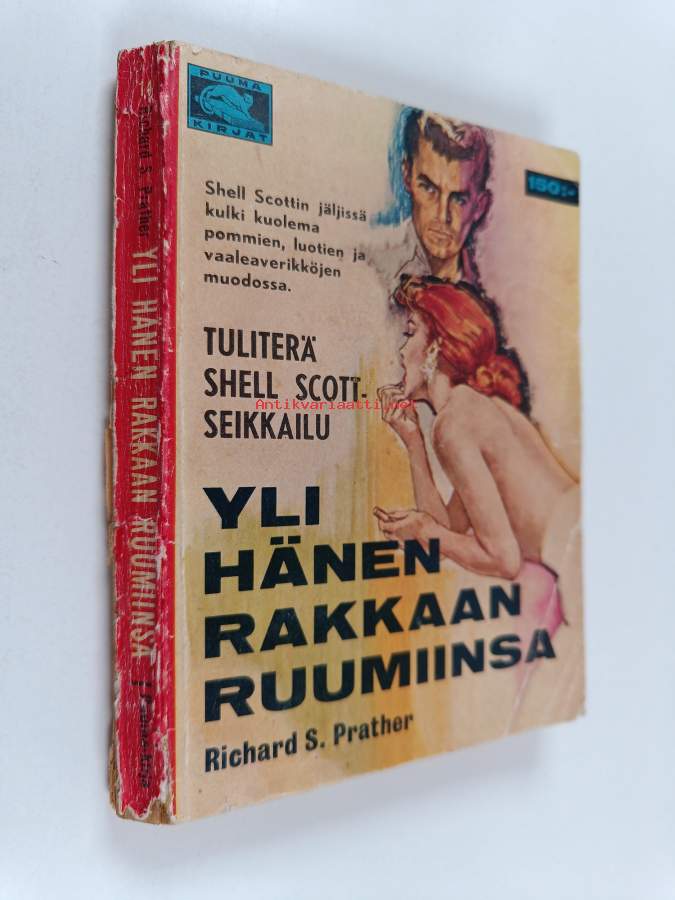 PUUMA
KIRJAT
150:-
Shell Scottin jäljissä
kulki kuolema
pommien, luotien ja
vaaleaverikköjen
muodossa.
TULITERÄ
SHELL SCOTT-
SEIKKAILU
Antikvariaatti.net
YLI
HÄNEN
RAKKAAN
RUUMIINSA
Richard S. Prather
Richard S. Prather YLI HÄNEN RAKKAAN RUUMIINSA